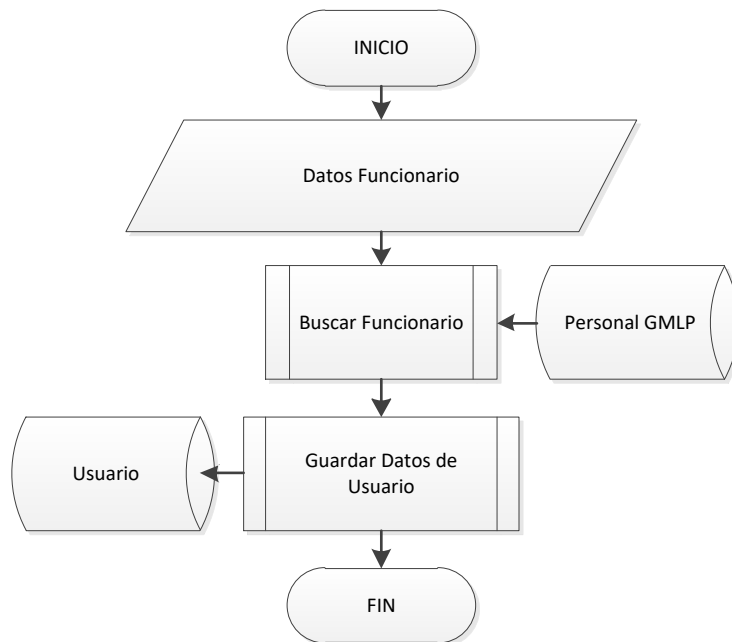 INICIO
Datos Funcionario
Buscar Funcionario
Personal GMLP
Usuario
Guardar Datos de
Usuario
FIN